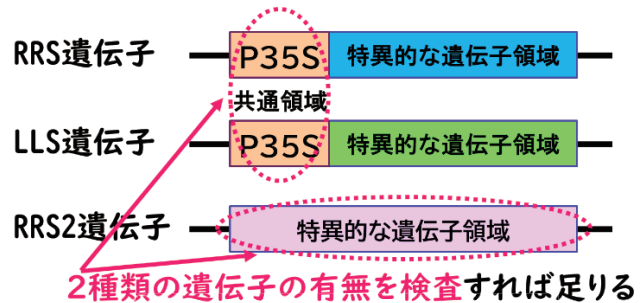 RRS遺伝子 P35S 特異的な遺伝子領域
共通領域
LLS遺伝子 P35S 特異的な遺伝子領域
RRS2遺伝子 特異的な遺伝子領域
2種類の遺伝子の有無を検査すれば足りる